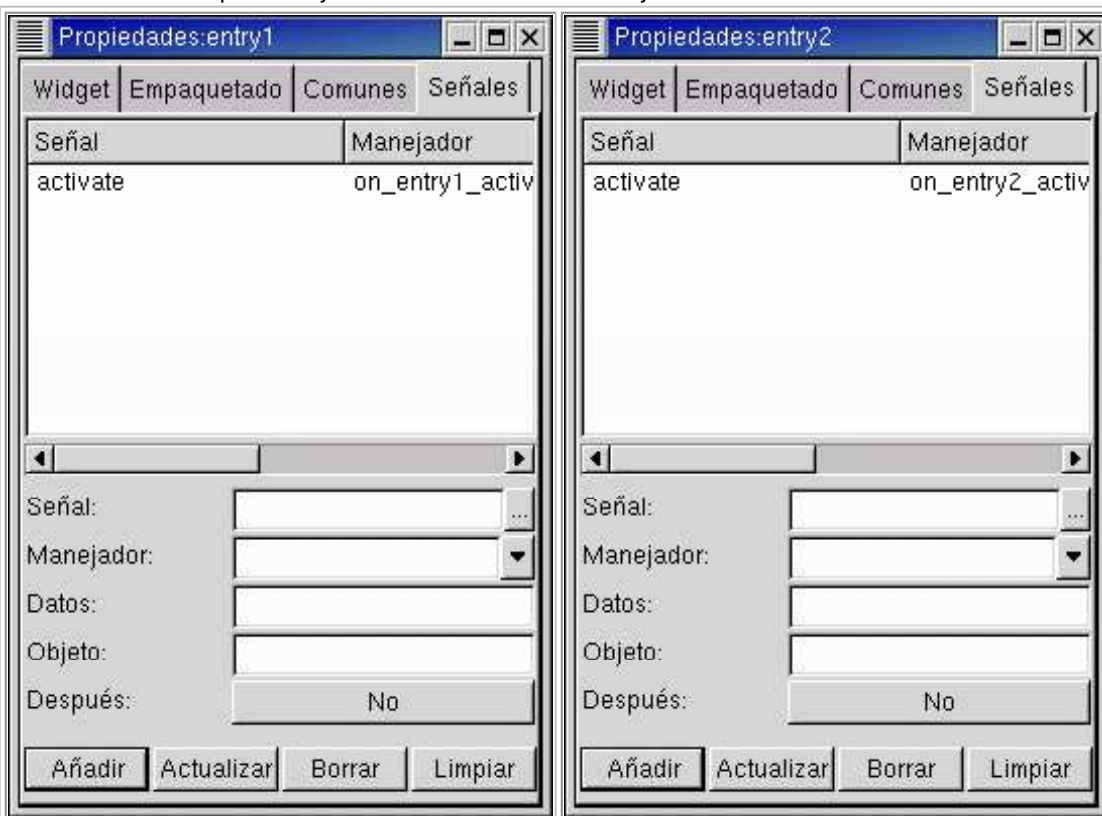 Propiedades:entry1
Widget Empaquetado Comunes Señales
Señal Manejador
activate on_entry1_activ
Señal: ...
Manejador:
Datos:
Objeto:
Después: No
Añadir Actualizar Borrar Limpiar
Propiedades:entry2
Widget Empaquetado Comunes Señales
Señal Manejador
activate on_entry2_activ
Señal: ...
Manejador:
Datos:
Objeto:
Después: No
Añadir Actualizar Borrar Limpiar